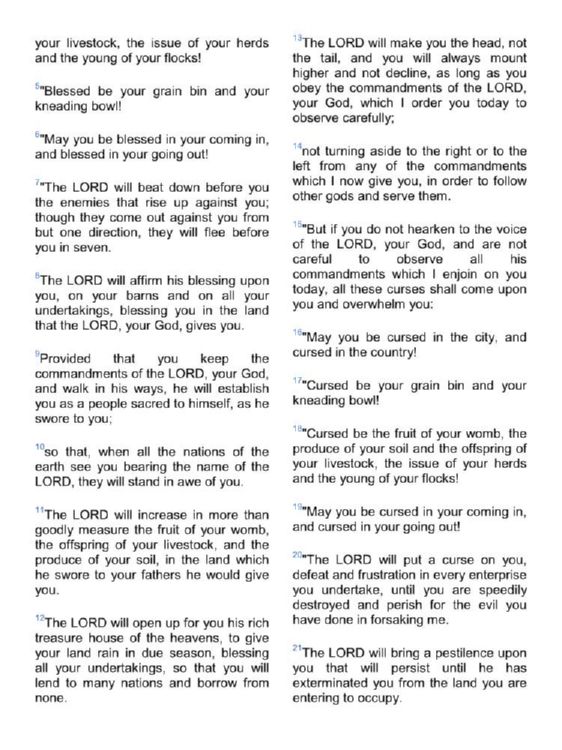 your livestock, the issue of your herds
and the young of your flocks!
5"Blessed be your grain bin and your
kneading bowl!
6"May you be blessed in your coming in,
and blessed in your going out!
7"The LORD will beat down before you
the enemies that rise up against you;
though they come out against you from
but one direction, they will flee before
you in seven.
8The LORD will affirm his blessing upon
you, on your barns and on all your
undertakings, blessing you in the land
that the LORD, your God, gives you.
9Provided that you keep the
commandments of the LORD, your God,
and walk in his ways, he will establish
you as a people sacred to himself, as he
swore to you;
10so that, when all the nations of the
earth see you bearing the name of the
LORD, they will stand in awe of you.
11The LORD will increase in more than
goodly measure the fruit of your womb,
the offspring of your livestock, and the
produce of your soil, in the land which
he swore to your fathers he would give
you.
12The LORD will open up for you his rich
treasure house of the heavens, to give
your land rain in due season, blessing
all your undertakings, so that you will
lend to many nations and borrow from
none.
13The LORD will make you the head, not
the tail, and you will always mount
higher and not decline, as long as you
obey the commandments of the LORD,
your God, which I order you today to
observe carefully;
14not turning aside to the right or to the
left from any of the commandments
which I now give you, in order to follow
other gods and serve them.
15"But if you do not hearken to the voice
of the LORD, your God, and are not
careful to observe all his
commandments which I enjoin on you
today, all these curses shall come upon
you and overwhelm you:
16"May you be cursed in the city, and
cursed in the country!
17"Cursed be your grain bin and your
kneading bowl!
18"Cursed be the fruit of your womb, the
produce of your soil and the offspring of
your livestock, the issue of your herds
and the young of your flocks!
19"May you be cursed in your coming in,
and cursed in your going out!
20"The LORD will put a curse on you,
defeat and frustration in every enterprise
you undertake, until you are speedily
destroyed and perish for the evil you
have done in forsaking me.
21The LORD will bring a pestilence upon
you that will persist until he has
exterminated you from the land you are
entering to occupy.